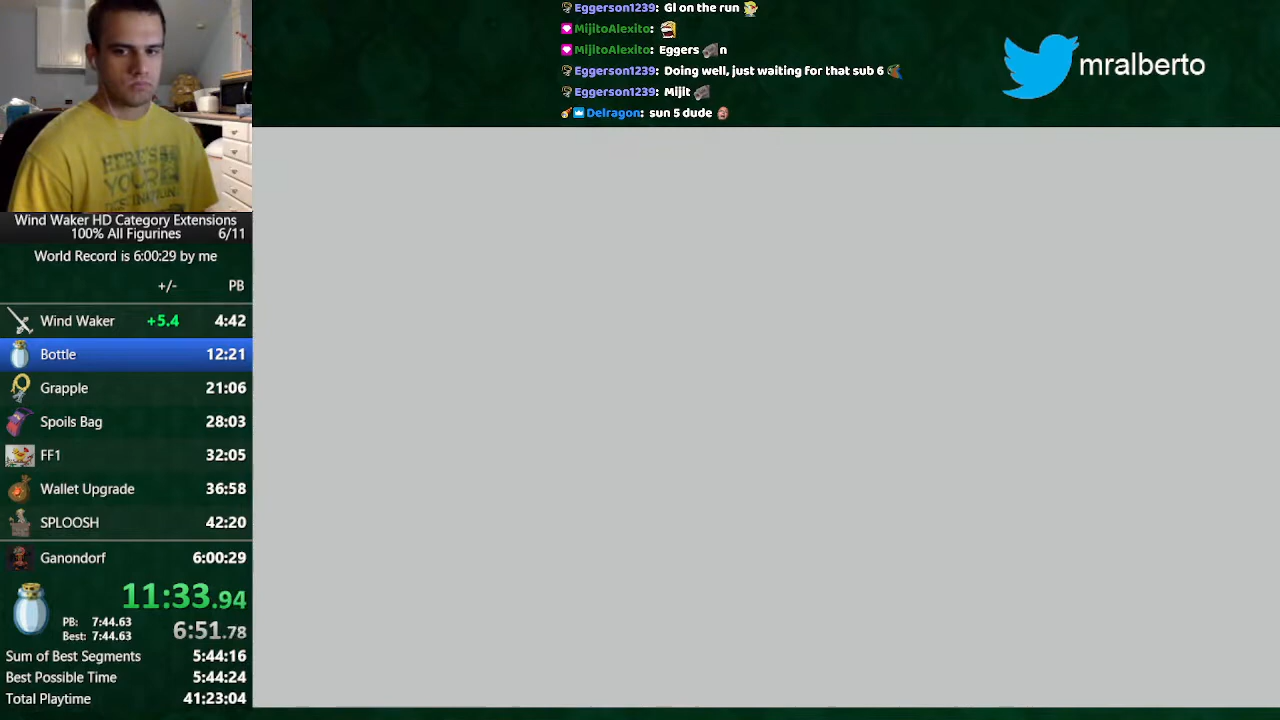 Eggerson1239: Gl on the run
MijitoAlexito:
MijitoAlexito: Eggers n
Eggerson1239: Doing well, just waiting for that sub 6
Eggerson1239: Mijit
Delragon: sun 5 dude
mralberto
HERE'S
YOUR
Wind Waker HD Category Extensions
100% All Figurines 6/11
World Record is 6:00:29 by me
+/- PB
Wind Waker +5.4 4:42
Bottle 12:21
Grapple 21:06
Spoils Bag 28:03
FF1 32:05
Wallet Upgrade 36:58
SPLOOSH 42:20
Ganondorf 6:00:29
11:33.94
PB: 7:44.63
Best: 7:44.63
6:51.78
Sum of Best Segments 5:44:16
Best Possible Time 5:44:24
Total Playtime 41:23:04